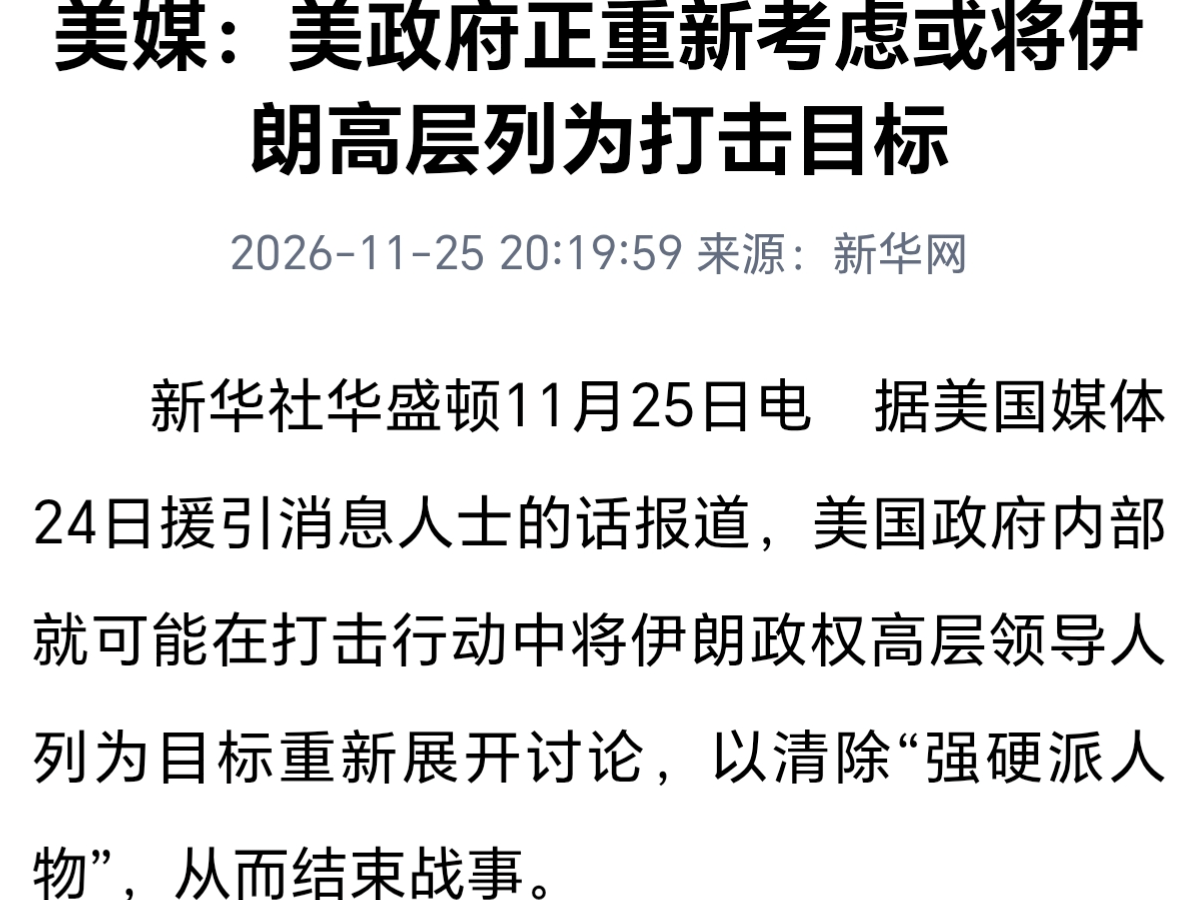 美媒：美政府正重新考虑或将伊
朗高层列为打击目标
2026-11-25 20:19:59 来源：新华网
新华社华盛顿11月25日电　据美国媒体
24日援引消息人士的话报道，美国政府内部
就可能在打击行动中将伊朗政权高层领导人
列为目标重新展开讨论，以清除“强硬派人
物”，从而结束战事。